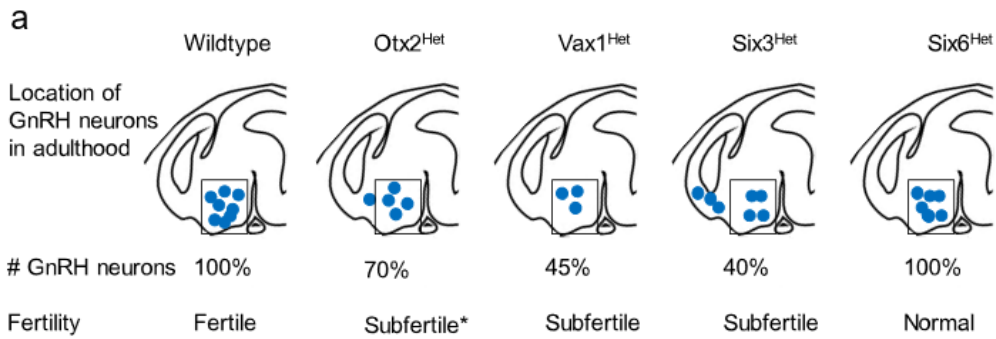 a
Wildtype Otx2Het Vax1Het Six3Het Six6Het
Location of
GnRH neurons
in adulthood
# GnRH neurons 100% 70% 45% 40% 100%
Fertility Fertile Subfertile* Subfertile Subfertile Normal